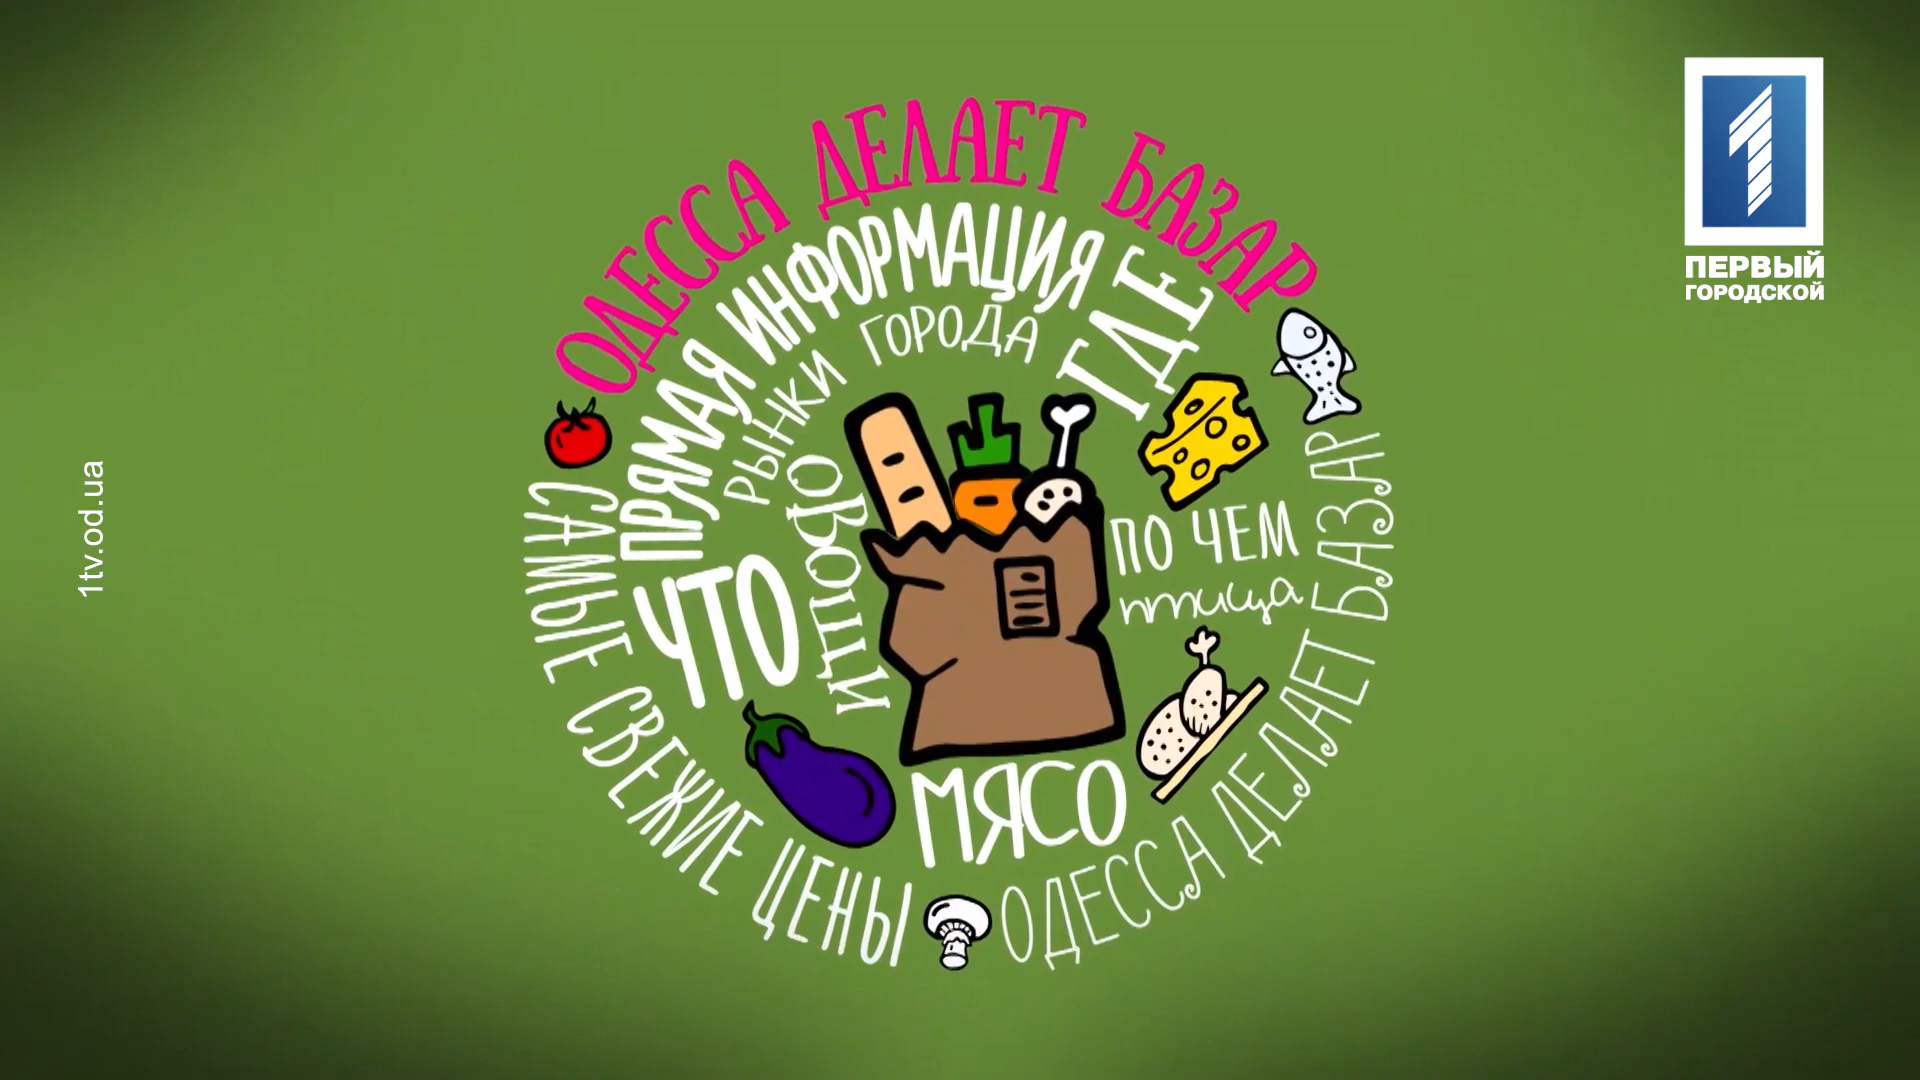 ОДЕССА ДЕЛАЕТ БАЗАР
ПРЯМАЯ ИНФОРМАЦИЯ
ГДЕ
РЫНКИ ГОРОДА
ОВОЩИ
ЧТО
ПО ЧЕМ
птица
МЯСО
САМЫЕ СВЕЖИЕ ЦЕНЫ
ОДЕССА ДЕЛАЕТ БАЗАР
1
ПЕРВЫЙ
ГОРОДСКОЙ
1tv.od.ua